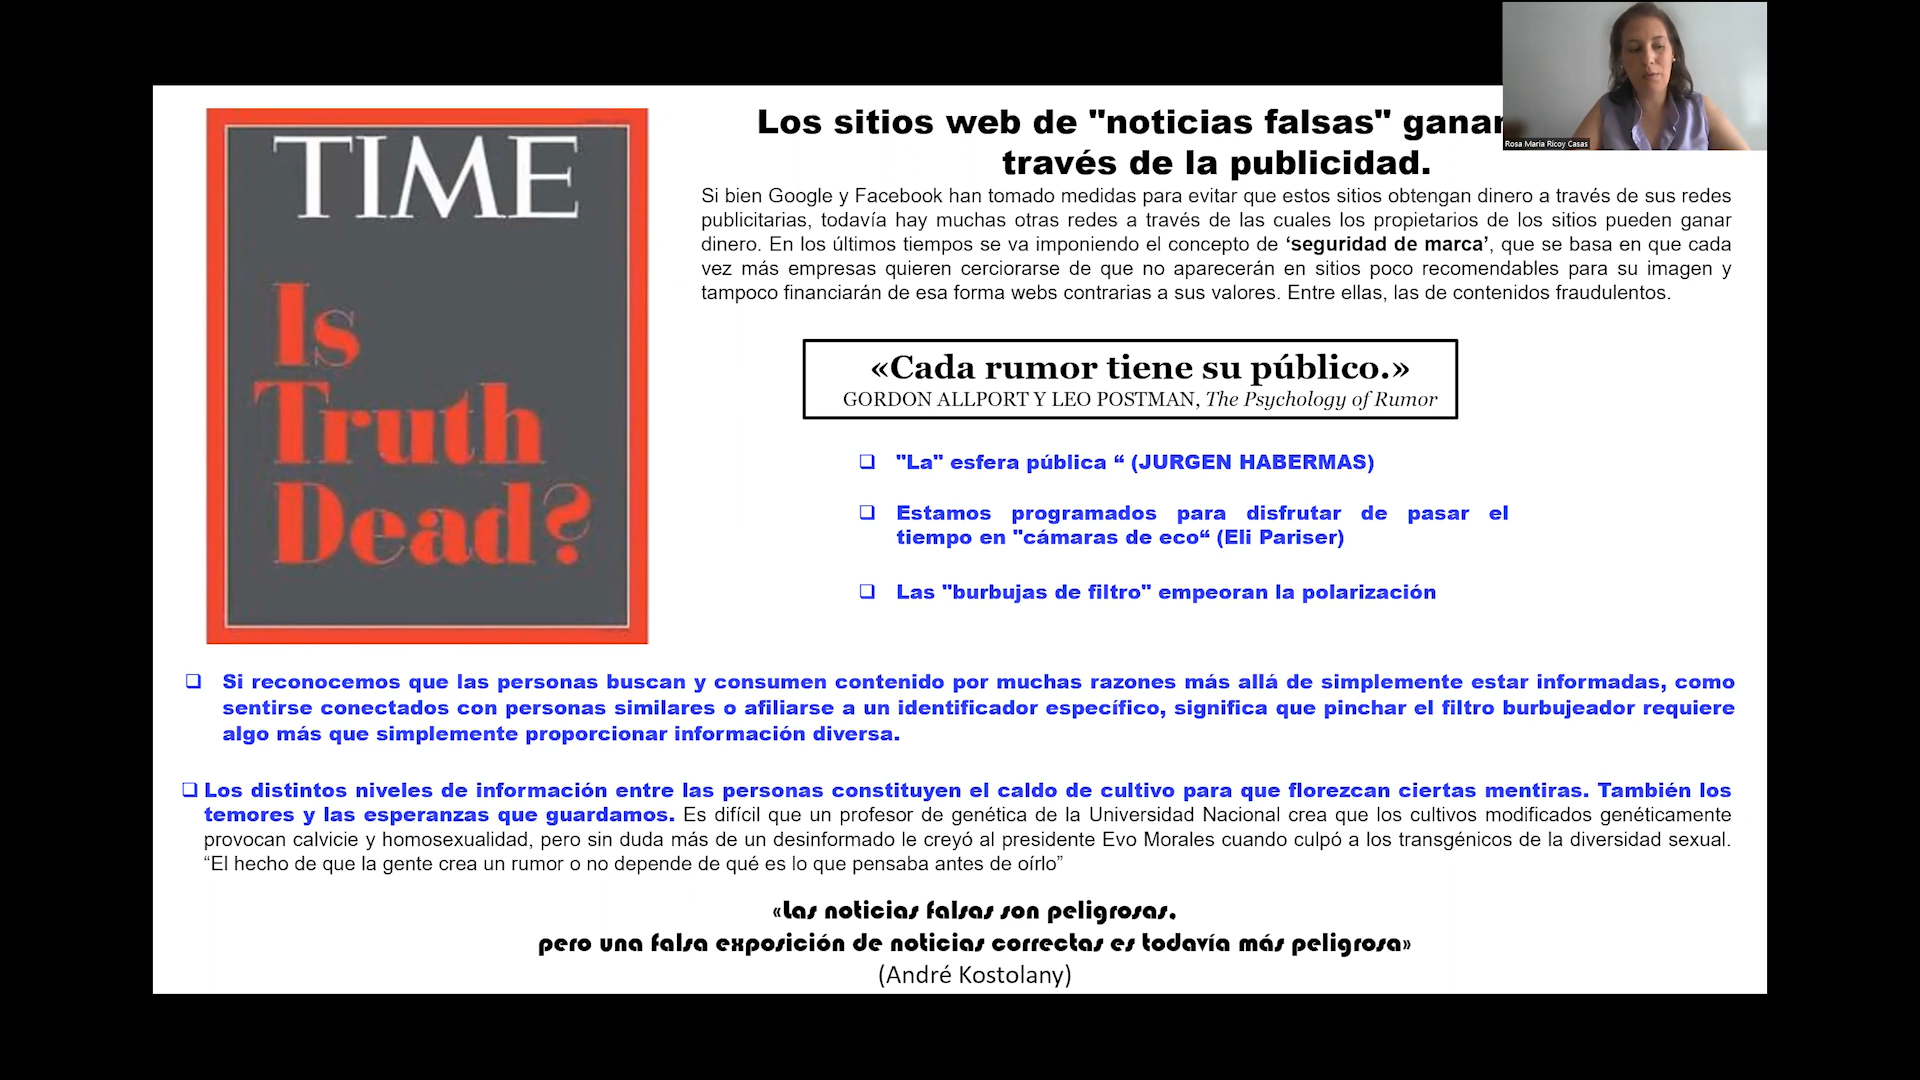 TIME
Is
Truth
Dead?
Rosa Maria Ricoy Casas
Los sitios web de "noticias falsas" ganan
través de la publicidad.
Si bien Google y Facebook han tomado medidas para evitar que estos sitios obtengan dinero a través de sus redes
publicitarias, todavía hay muchas otras redes a través de las cuales los propietarios de los sitios pueden ganar
dinero. En los últimos tiempos se va imponiendo el concepto de ‘seguridad de marca’, que se basa en que cada
vez más empresas quieren cerciorarse de que no aparecerán en sitios poco recomendables para su imagen y
tampoco financiarán de esa forma webs contrarias a sus valores. Entre ellas, las de contenidos fraudulentos.
«Cada rumor tiene su público.»
GORDON ALLPORT Y LEO POSTMAN, The Psychology of Rumor
❑ "La" esfera pública “ (JURGEN HABERMAS)
❑ Estamos programados para disfrutar de pasar el
tiempo en "cámaras de eco“ (Eli Pariser)
❑ Las "burbujas de filtro" empeoran la polarización
❑ Si reconocemos que las personas buscan y consumen contenido por muchas razones más allá de simplemente estar informadas, como
sentirse conectados con personas similares o afiliarse a un identificador específico, significa que pinchar el filtro burbujeador requiere
algo más que simplemente proporcionar información diversa.
❑ Los distintos niveles de información entre las personas constituyen el caldo de cultivo para que florezcan ciertas mentiras. También los
temores y las esperanzas que guardamos. Es difícil que un profesor de genética de la Universidad Nacional crea que los cultivos modificados genéticamente
provocan calvicie y homosexualidad, pero sin duda más de un desinformado le creyó al presidente Evo Morales cuando culpó a los transgénicos de la diversidad sexual.
“El hecho de que la gente crea un rumor o no depende de qué es lo que pensaba antes de oírlo”
«Las noticias falsas son peligrosas.
pero una falsa exposición de noticias correctas es todavía más peligrosa»
(André Kostolany)